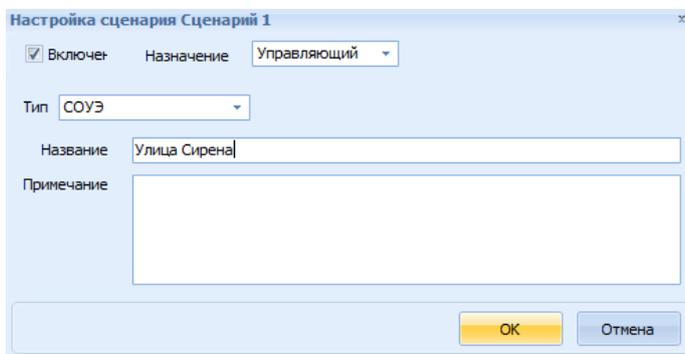 Настройка сценария Сценарий 1
Включен Назначение Управляющий
Тип СОУЭ
Название Улица Сирена
Примечание
OK Отмена